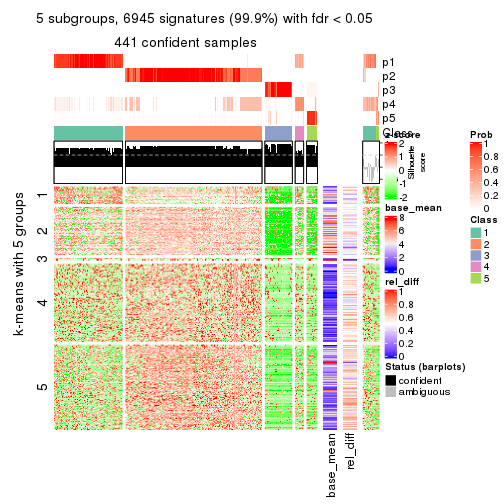 5 subgroups, 6945 signatures (99.9%) with fdr < 0.05
441 confident samples
p1
p2
p3
p4
p5
Class
z-score
2
1
0
-1
-2
Silhouette
score
Prob
1
0.8
0.6
0.4
0.2
0
base_mean
8
6
4
2
0
Class
1
2
3
4
5
rel_diff
1
0.8
0.6
0.4
0.2
0
Status (barplots)
confident
ambiguous
k-means with 5 groups
1
2
3
4
5
base_mean
rel_diff